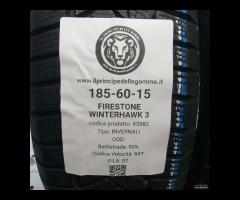 www.ilprincipedellegomme.it
185-60-15
FIRESTONE
WINTERHAWK 3
codice prodotto: 63582
Tipo: INVERNALI
COD:
Battistrada: 90%
Codice Velocità: 84T
FILA: 07